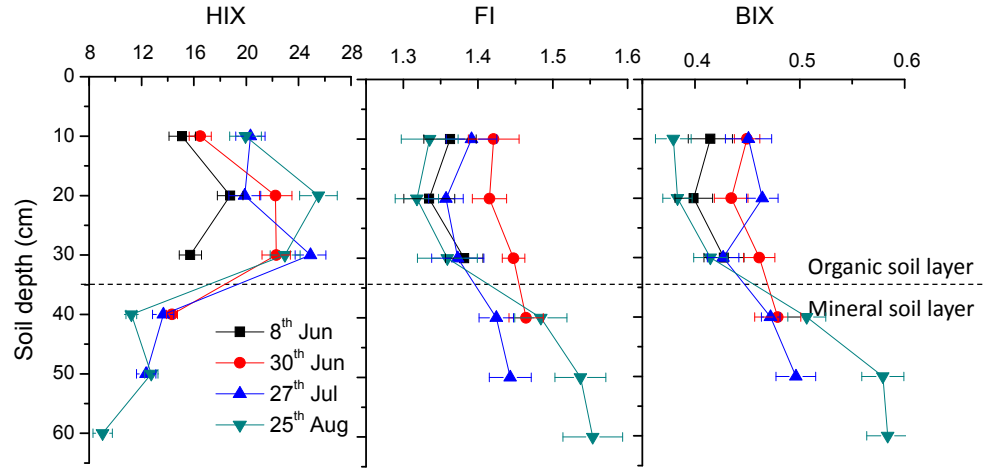 HIX FI BIX
8 12 16 20 24 28 1.3 1.4 1.5 1.6 0.4 0.5 0.6
0
10
20
30
40
50
60
Soil depth (cm)
Organic soil layer
Mineral soil layer
8th Jun
30th Jun
27th Jul
25th Aug